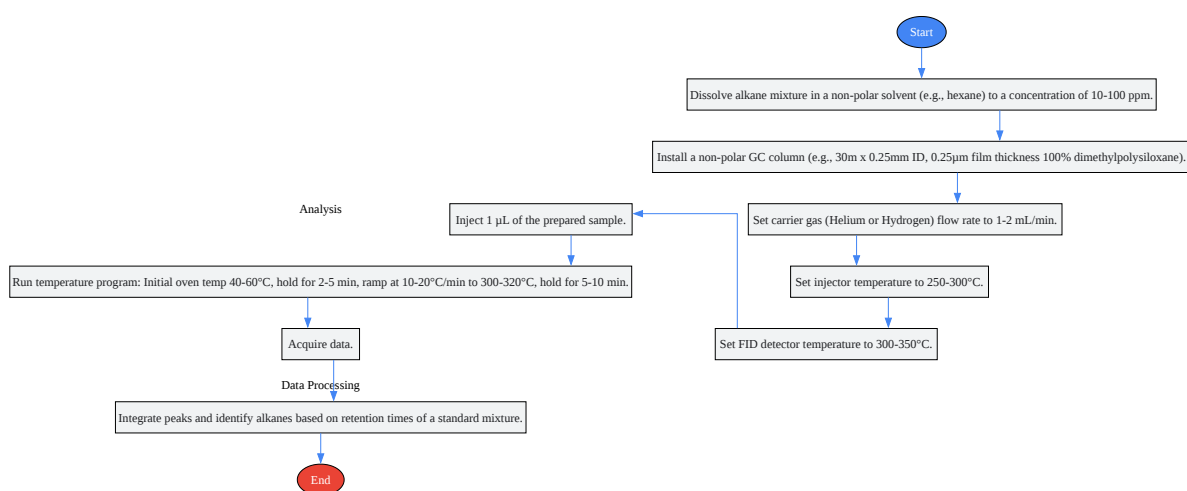 Start
Dissolve alkane mixture in a non-polar solvent (e.g., hexane) to a concentration of 10-100 ppm.
Install a non-polar GC column (e.g., 30m x 0.25mm ID, 0.25µm film thickness 100% dimethylpolysiloxane).
Set carrier gas (Helium or Hydrogen) flow rate to 1-2 mL/min.
Set injector temperature to 250-300°C.
Set FID detector temperature to 300-350°C.
Analysis
Inject 1 µL of the prepared sample.
Run temperature program: Initial oven temp 40-60°C, hold for 2-5 min, ramp at 10-20°C/min to 300-320°C, hold for 5-10 min.
Acquire data.
Data Processing
Integrate peaks and identify alkanes based on retention times of a standard mixture.
End